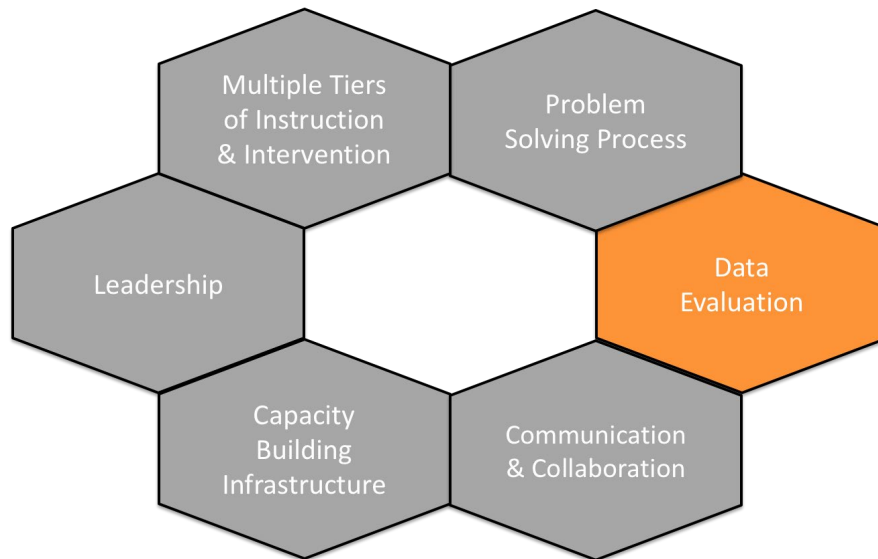 Multiple Tiers
of Instruction
& Intervention
Problem
Solving Process
Leadership
Data
Evaluation
Capacity
Building
Infrastructure
Communication
& Collaboration